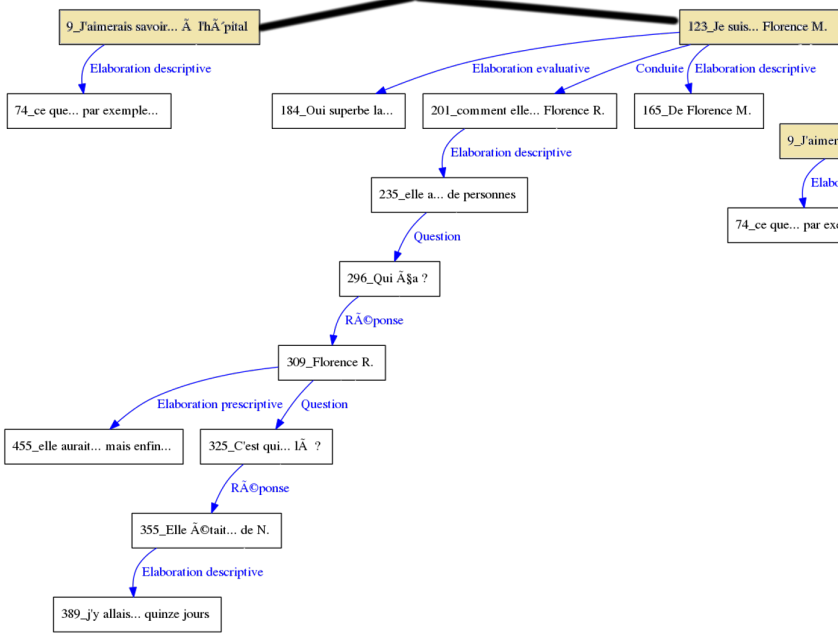 9_J'aimerais savoir... Ã l'hÃ´pital
123_Je suis... Florence M.
Elaboration descriptive
Elaboration evaluative
Conduite
Elaboration descriptive
74_ce que... par exemple...
184_Oui superbe la...
201_comment elle... Florence R.
165_De Florence M.
9_J'aimer
Elaboration descriptive
Elabo
235_elle a... de personnes
74_ce que... par exe
Question
296_Qui Ã§a ?
RÃ©ponse
309_Florence R.
Elaboration prescriptive
Question
455_elle aurait... mais enfin...
325_C'est qui... lÃ  ?
RÃ©ponse
355_Elle Ã©tait... de N.
Elaboration descriptive
389_j'y allais... quinze jours